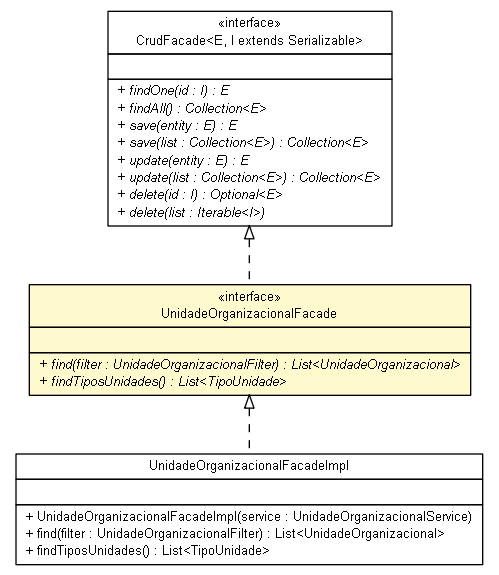 «interface»
CrudFacade<E, I extends Serializable>
+ findOne(id : I) : E
+ findAll() : Collection<E>
+ save(entity : E) : E
+ save(list : Collection<E>) : Collection<E>
+ update(entity : E) : E
+ update(list : Collection<E>) : Collection<E>
+ delete(id : I) : Optional<E>
+ delete(list : Iterable<I>)
«interface»
UnidadeOrganizacionalFacade
+ find(filter : UnidadeOrganizacionalFilter) : List<UnidadeOrganizacional>
+ findTiposUnidades() : List<TipoUnidade>
UnidadeOrganizacionalFacadeImpl
+ UnidadeOrganizacionalFacadeImpl(service : UnidadeOrganizacionalService)
+ find(filter : UnidadeOrganizacionalFilter) : List<UnidadeOrganizacional>
+ findTiposUnidades() : List<TipoUnidade>